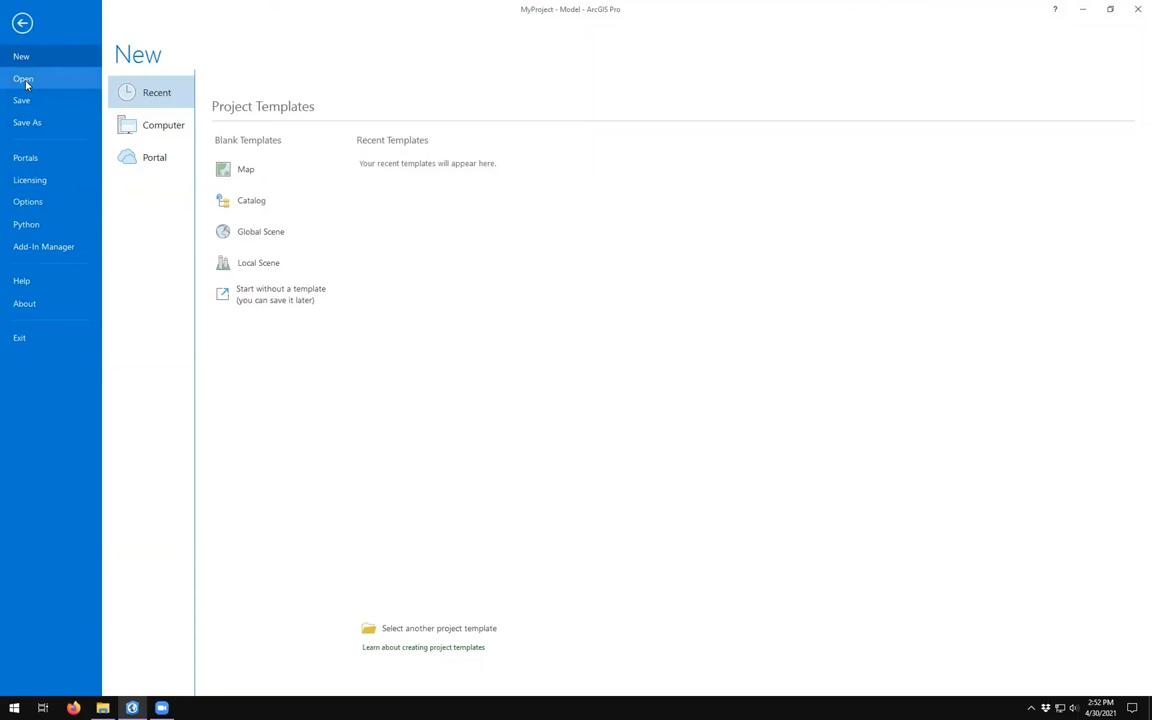 MyProject - Model - ArcGIS Pro
?
New
Open
Save
Save As
Portals
Licensing
Options
Python
Add-In Manager
Help
About
Exit
New
Recent
Computer
Portal
Project Templates
Blank Templates
Map
Catalog
Global Scene
Local Scene
Start without a template
(you can save it later)
Recent Templates
Your recent templates will appear here.
Select another project template
Learn about creating project templates
2:52 PM
4/30/2021